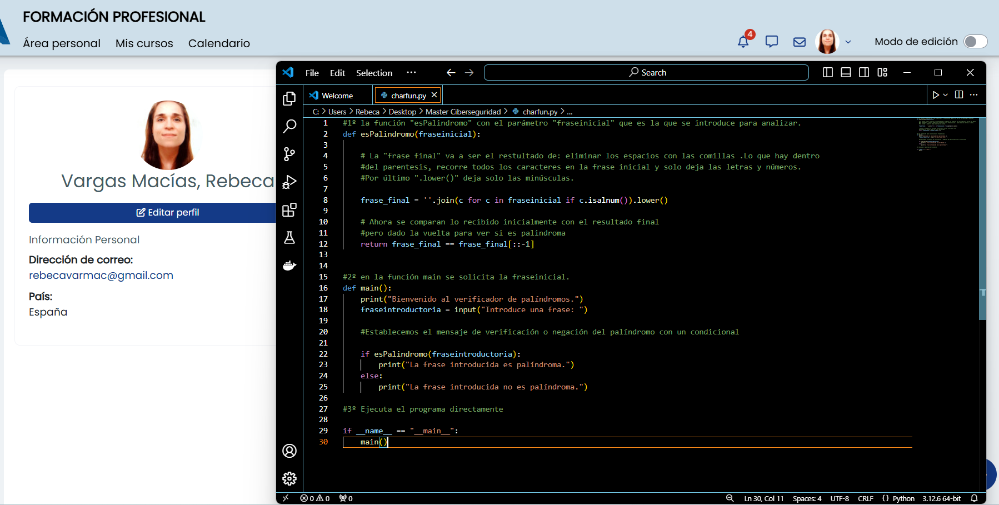 FORMACIÓN PROFESIONAL
Área personal Mis cursos Calendario
4
Modo de edición
Vargas Macías, Rebeca
Editar perfil
Información Personal
Dirección de correo:
rebecavarmac@gmail.com
País:
España
File Edit Selection ··· Search
Welcome charfun.py
C: > Users > Rebeca > Desktop > Master Ciberseguridad > charfun.py > ...
1 #1º la función "esPalindromo" con el parámetro "fraseinicial" que es la que se introduce para analizar.
2 def esPalindromo(fraseinicial):
3
4     # La "frase final" va a ser el restultado de: eliminar los espacios con las comillas .Lo que hay dentro
5     #del parentesis, recorre todos los caracteres en la frase inicial y solo deja las letras y números.
6     #Por último ".lower()" deja solo las minúsculas.
7
8     frase_final = ''.join(c for c in fraseinicial if c.isalnum()).lower()
9
10     # Ahora se comparan lo recibido inicialmente con el resultado final
11     #pero dado la vuelta para ver si es palindroma
12     return frase_final == frase_final[::-1]
13
14
15 #2º en la función main se solicita la fraseinicial.
16 def main():
17     print("Bienvenido al verificador de palíndromos.")
18     fraseintroductoria = input("Introduce una frase: ")
19
20     #Establecemos el mensaje de verificación o negación del palíndromo con un condicional
21
22     if esPalindromo(fraseintroductoria):
23         print("La frase introducida es palíndroma.")
24     else:
25         print("La frase introducida no es palíndroma.")
26
27 #3º Ejecuta el programa directamente
28
29 if __name__ == "__main__":
30     main()
0 0 0 Ln 30, Col 11 Spaces: 4 UTF-8 CRLF {} Python 3.12.6 64-bit